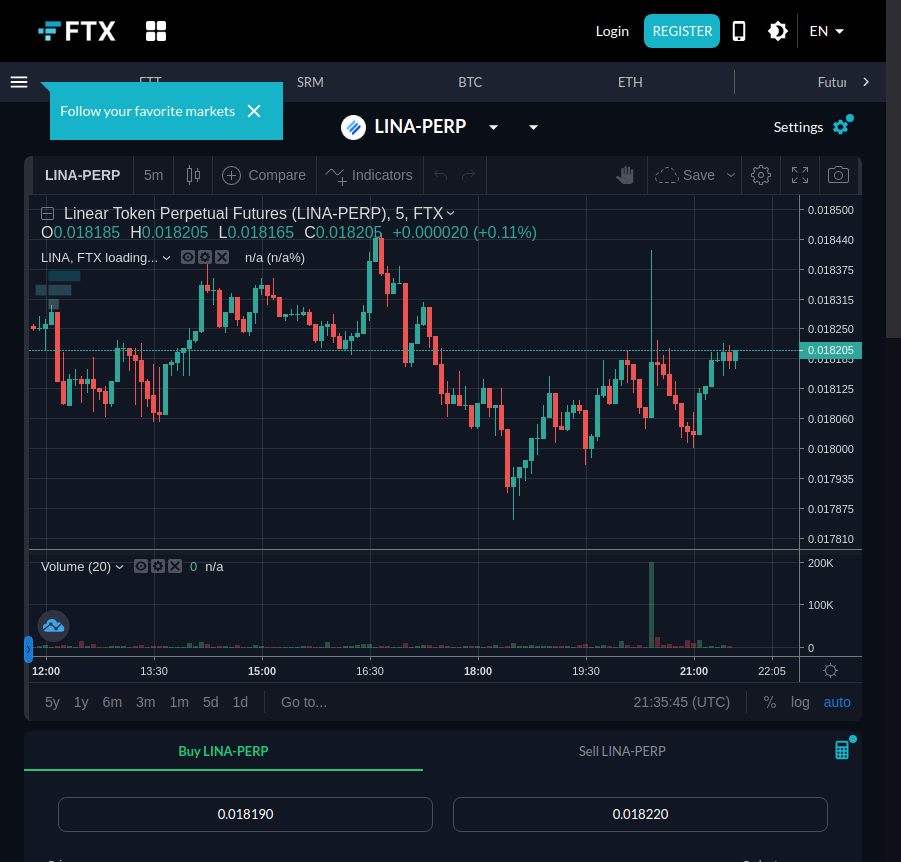 FTX
Login
REGISTER
EN
FTT
SRM
BTC
ETH
Futur
Follow your favorite markets
LINA-PERP
Settings
LINA-PERP
5m
Compare
Indicators
Save
Linear Token Perpetual Futures (LINA-PERP), 5, FTX
O0.018185 H0.018205 L0.018165 C0.018205 +0.000020 (+0.11%)
LINA, FTX loading...
n/a (n/a%)
0.018500
0.018440
0.018375
0.018315
0.018250
0.018205
0.018185
0.018125
0.018060
0.018000
0.017935
0.017875
0.017810
Volume (20)
0 n/a
200K
100K
0
12:00
13:30
15:00
16:30
18:00
19:30
21:00
22:05
5y
1y
6m
3m
1m
5d
1d
Go to...
21:35:45 (UTC)
%
log
auto
Buy LINA-PERP
Sell LINA-PERP
0.018190
0.018220